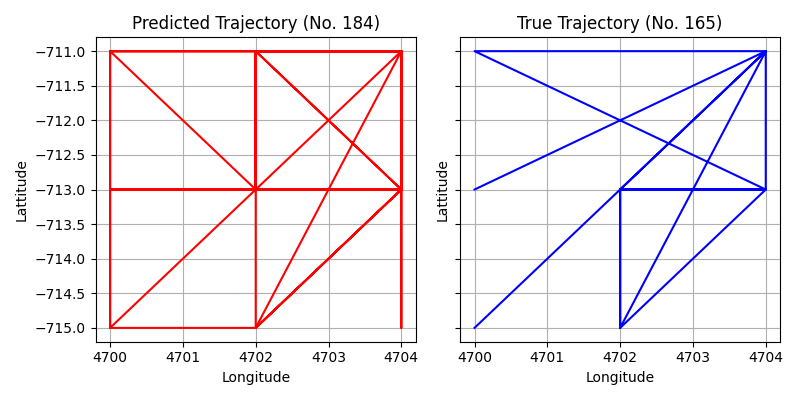 Predicted Trajectory (No. 184)
True Trajectory (No. 165)
−711.0
−711.5
−712.0
−712.5
−713.0
−713.5
−714.0
−714.5
−715.0
Lattitude
Lattitude
4700 4701 4702 4703 4704
4700 4701 4702 4703 4704
Longitude
Longitude